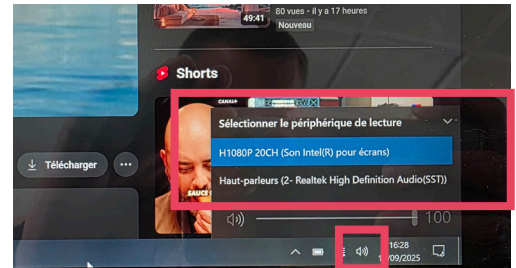 80 vues • il y a 17 heures
49:41
Nouveau
Shorts
CANAL+
Sélectionner le périphérique de lecture
H1080P 20CH (Son Intel(R) pour écrans)
Télécharger
Haut-parleurs (2- Realtek High Definition Audio(SST))
SAUCE
100
16:28
/09/2025